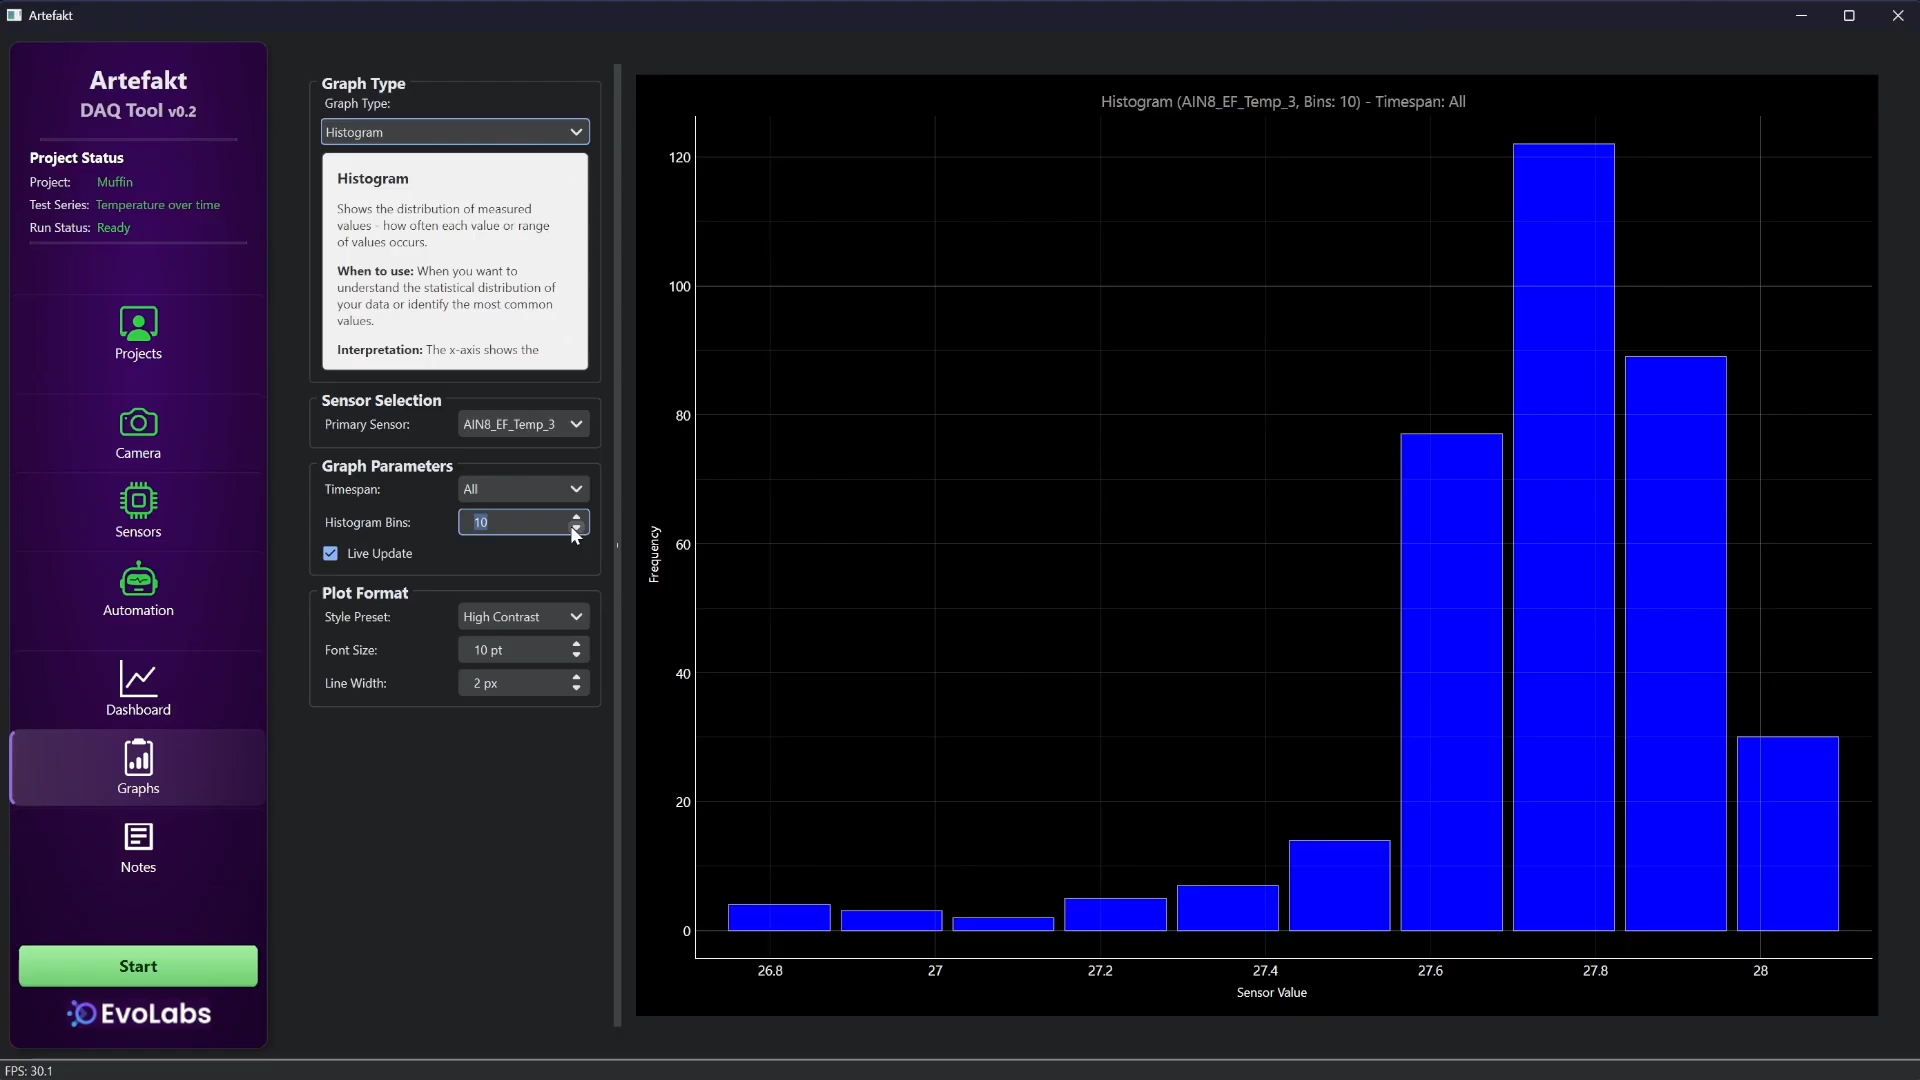 Artefakt
Artefakt
DAQ Tool v0.2
Project Status
Project: Muffin
Test Series: Temperature over time
Run Status: Ready
Projects
Camera
Sensors
Automation
Dashboard
Graphs
Notes
Start
EvoLabs
FPS: 30.1
Graph Type
Graph Type:
Histogram
Histogram
Shows the distribution of measured
values - how often each value or range
of values occurs.
When to use: When you want to
understand the statistical distribution of
your data or identify the most common
values.
Interpretation: The x-axis shows the
Sensor Selection
Primary Sensor: AIN8_EF_Temp_3
Graph Parameters
Timespan: All
Histogram Bins: 10
Live Update
Plot Format
Style Preset: High Contrast
Font Size: 10 pt
Line Width: 2 px
Histogram (AIN8_EF_Temp_3, Bins: 10) - Timespan: All
120
100
80
60
40
20
0
Frequency
26.8 27 27.2 27.4 27.6 27.8 28
Sensor Value